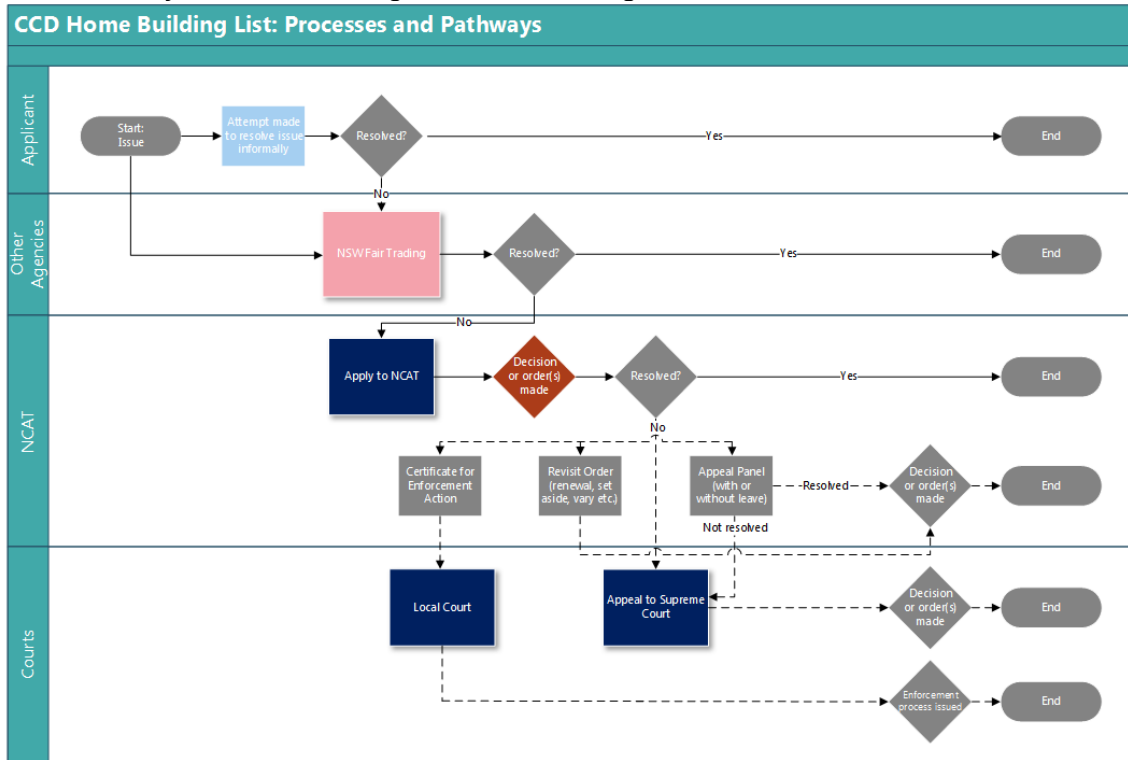 CCD Home Building List: Processes and Pathways
Applicant
Start:
Issue
Attempt made
to resolve issue
informally
Resolved?
Yes
End
No
Other
Agencies
NSW Fair Trading
Resolved?
Yes
End
No
NCAT
Apply to NCAT
Decision
or order(s)
made
Resolved?
Yes
End
No
Certificate for
Enforcement
Action
Revisit Order
(renewal, set
aside, vary etc.)
Appeal Panel
(with or
without leave)
Resolved
Decision
or order(s)
made
End
Not resolved
Courts
Local Court
Appeal to Supreme
Court
Decision
or order(s)
made
End
Enforcement
process issued
End